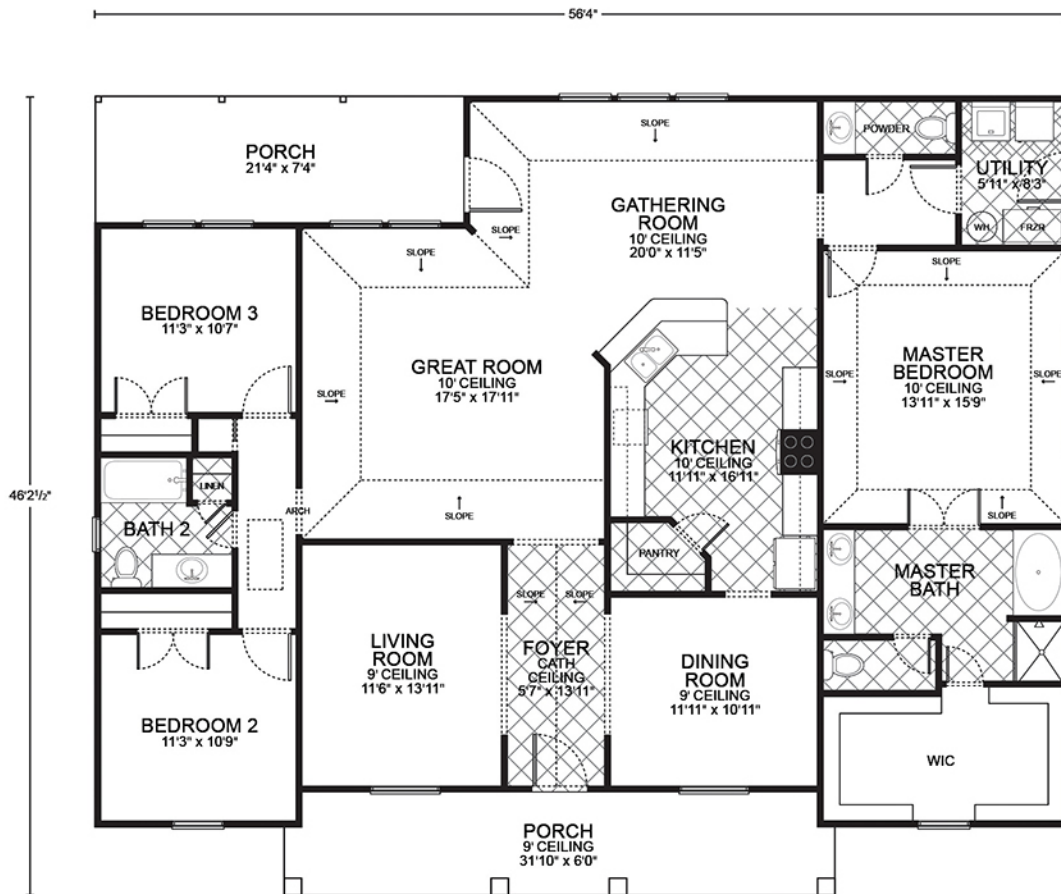 56'4"
SLOPE
POWDER
PORCH
21'4" x 7'4"
UTILITY
5'11" x 8'3"
GATHERING
ROOM
10' CEILING
20'0" x 11'5"
SLOPE
WH
FRZR
SLOPE
SLOPE
BEDROOM 3
11'3" x 10'7"
GREAT ROOM
10' CEILING
17'5" x 17'11"
MASTER
BEDROOM
10' CEILING
13'11" x 15'9"
SLOPE
SLOPE
SLOPE
KITCHEN
10' CEILING
11'11" x 16'11"
46'2½"
LINEN
ARCH
SLOPE
SLOPE
BATH 2
PANTRY
MASTER
BATH
SLOPE
SLOPE
LIVING
ROOM
9' CEILING
11'6" x 13'11"
FOYER
CATH
CEILING
5'7" x 13'11"
DINING
ROOM
9' CEILING
11'11" x 10'11"
BEDROOM 2
11'3" x 10'9"
WIC
PORCH
9' CEILING
31'10" x 6'0"